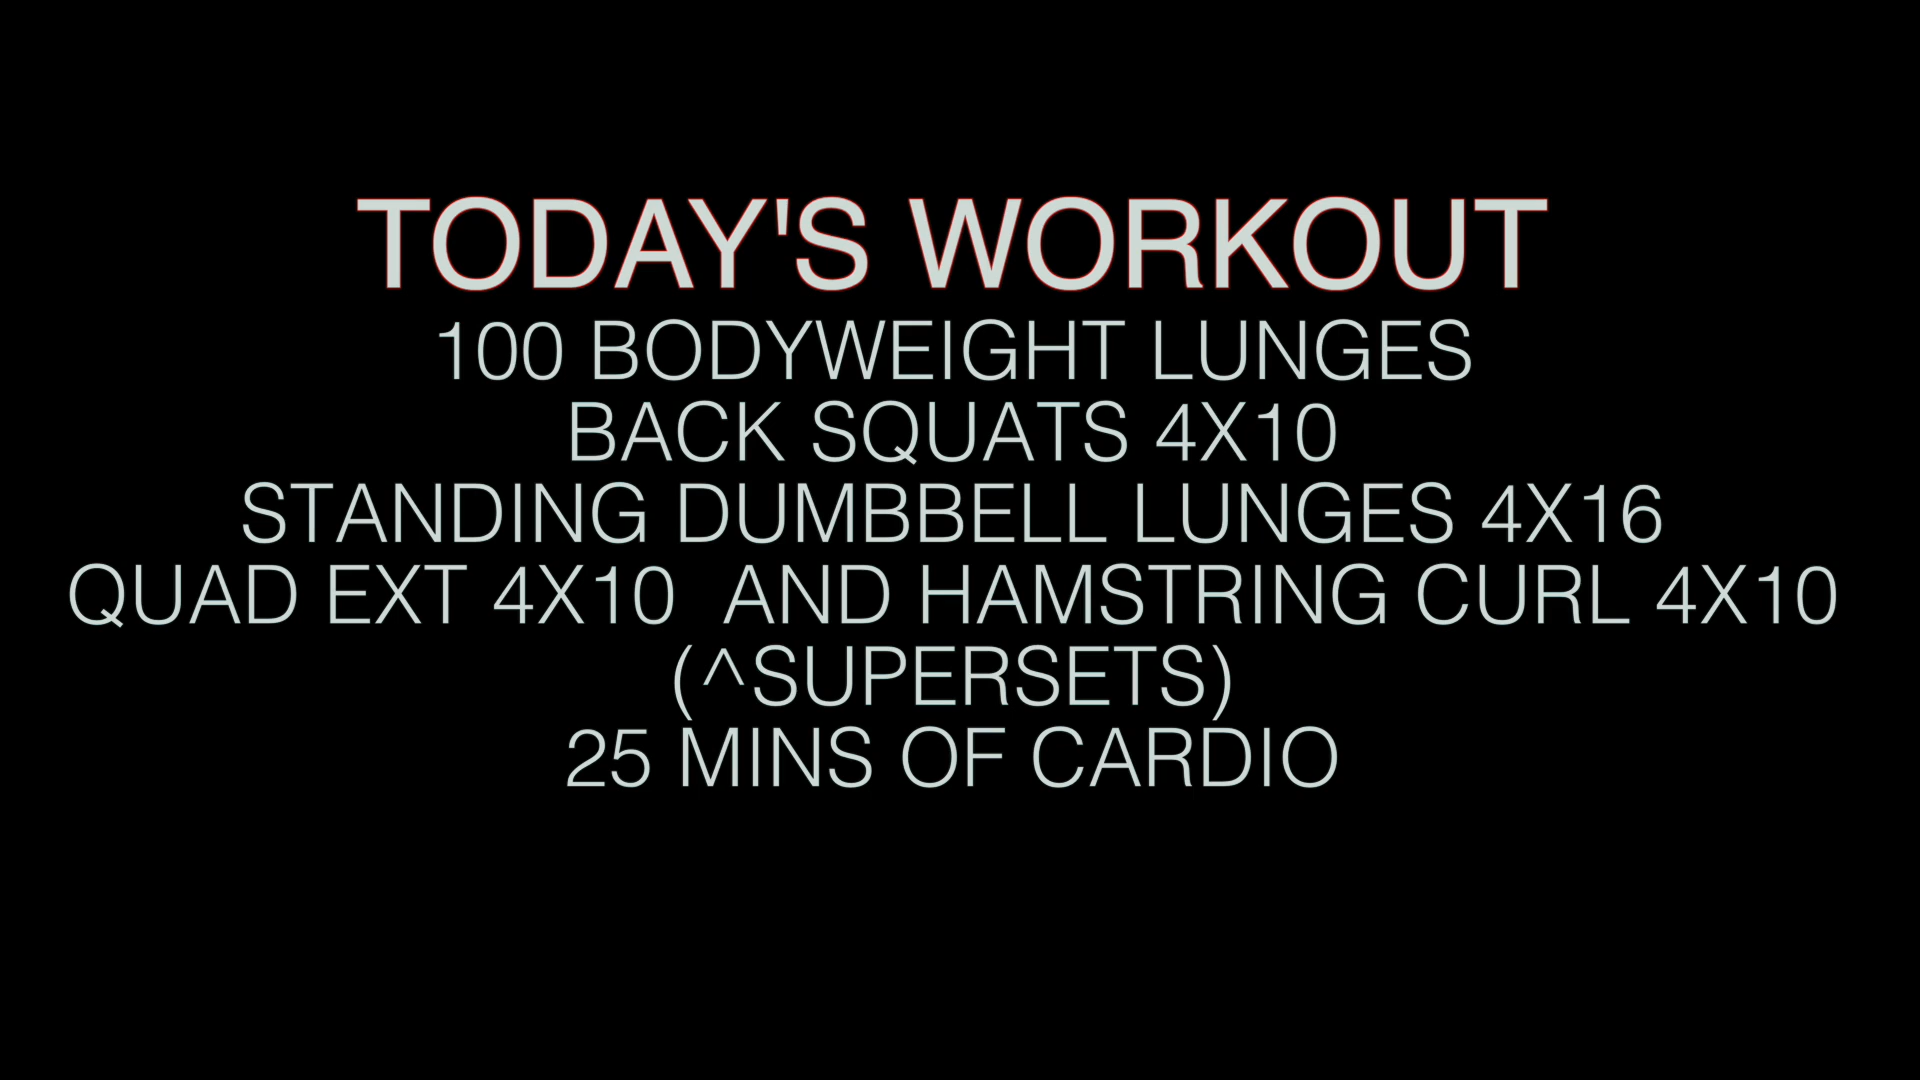 TODAY'S WORKOUT
100 BODYWEIGHT LUNGES
BACK SQUATS 4X10
STANDING DUMBBELL LUNGES 4X16
QUAD EXT 4X10  AND HAMSTRING CURL 4X10
(^SUPERSETS)
25 MINS OF CARDIO